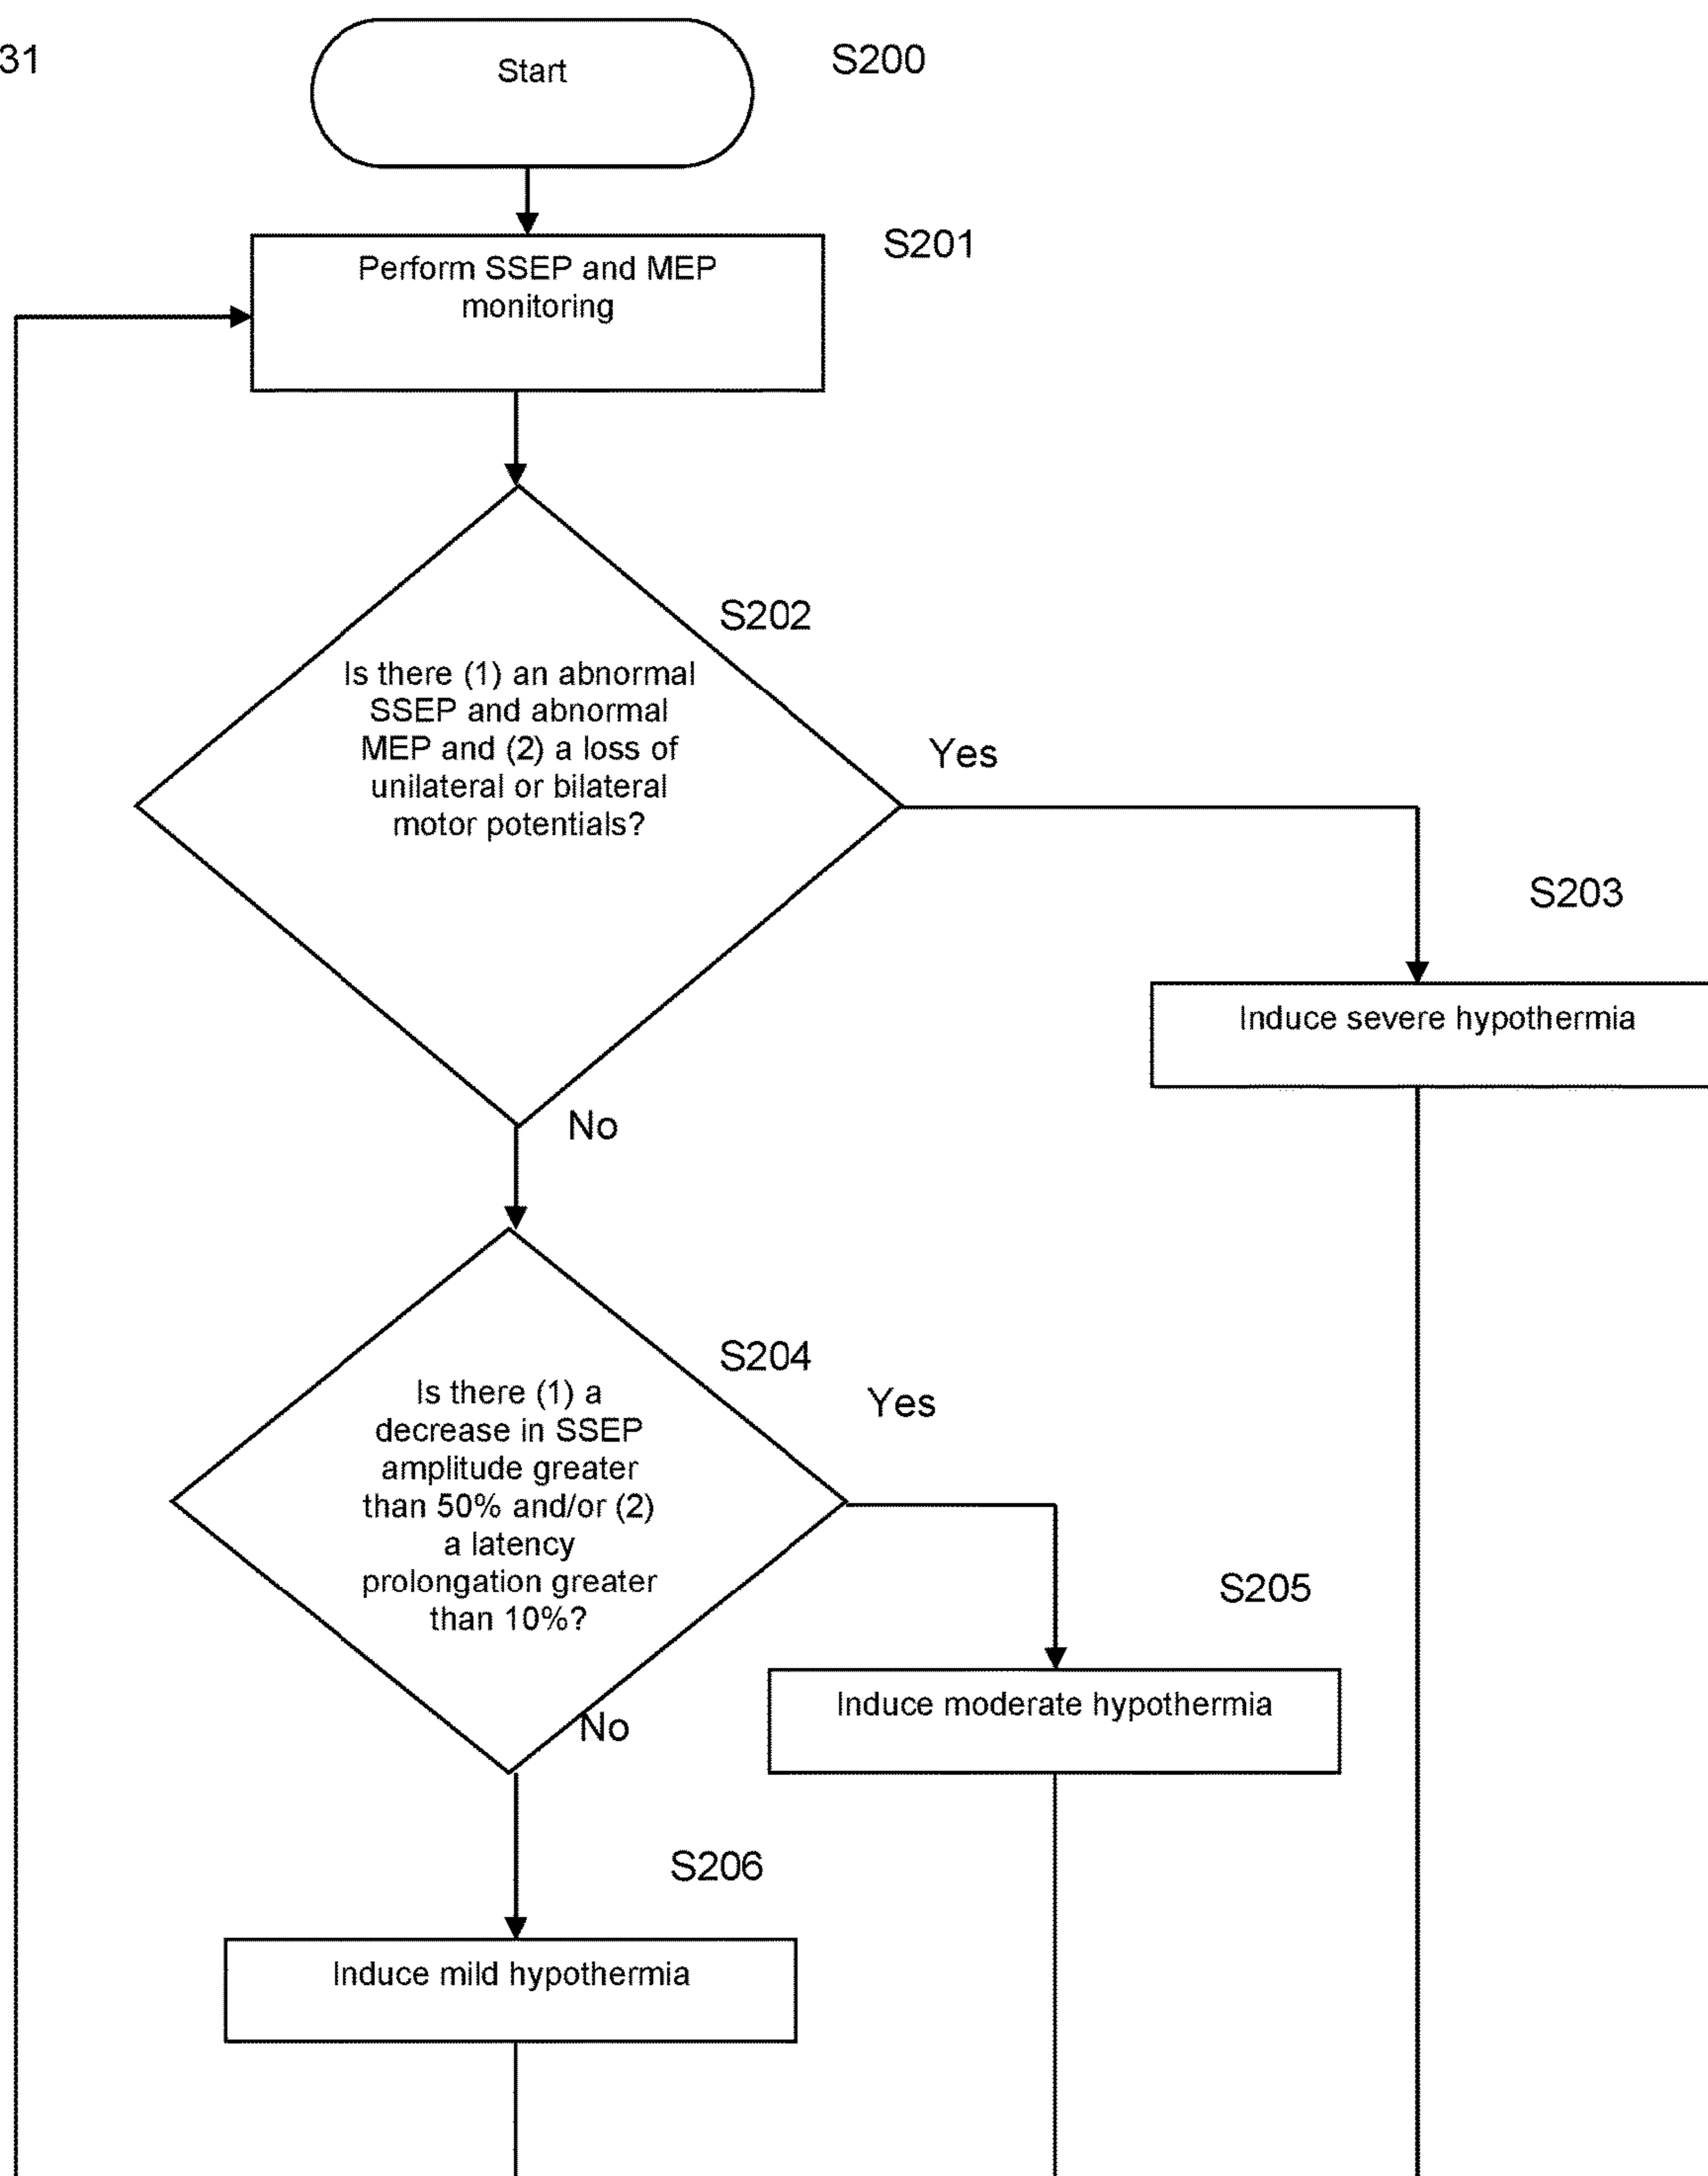 31
Start
S200
S201
Perform SSEP and MEP
monitoring
S202
Is there (1) an abnormal
SSEP and abnormal
MEP and (2) a loss of
unilateral or bilateral
motor potentials?
Yes
S203
Induce severe hypothermia
No
S204
Yes
Is there (1) a
decrease in SSEP
amplitude greater
than 50% and/or (2)
a latency
prolongation greater
than 10%?
S205
Induce moderate hypothermia
No
S206
Induce mild hypothermia